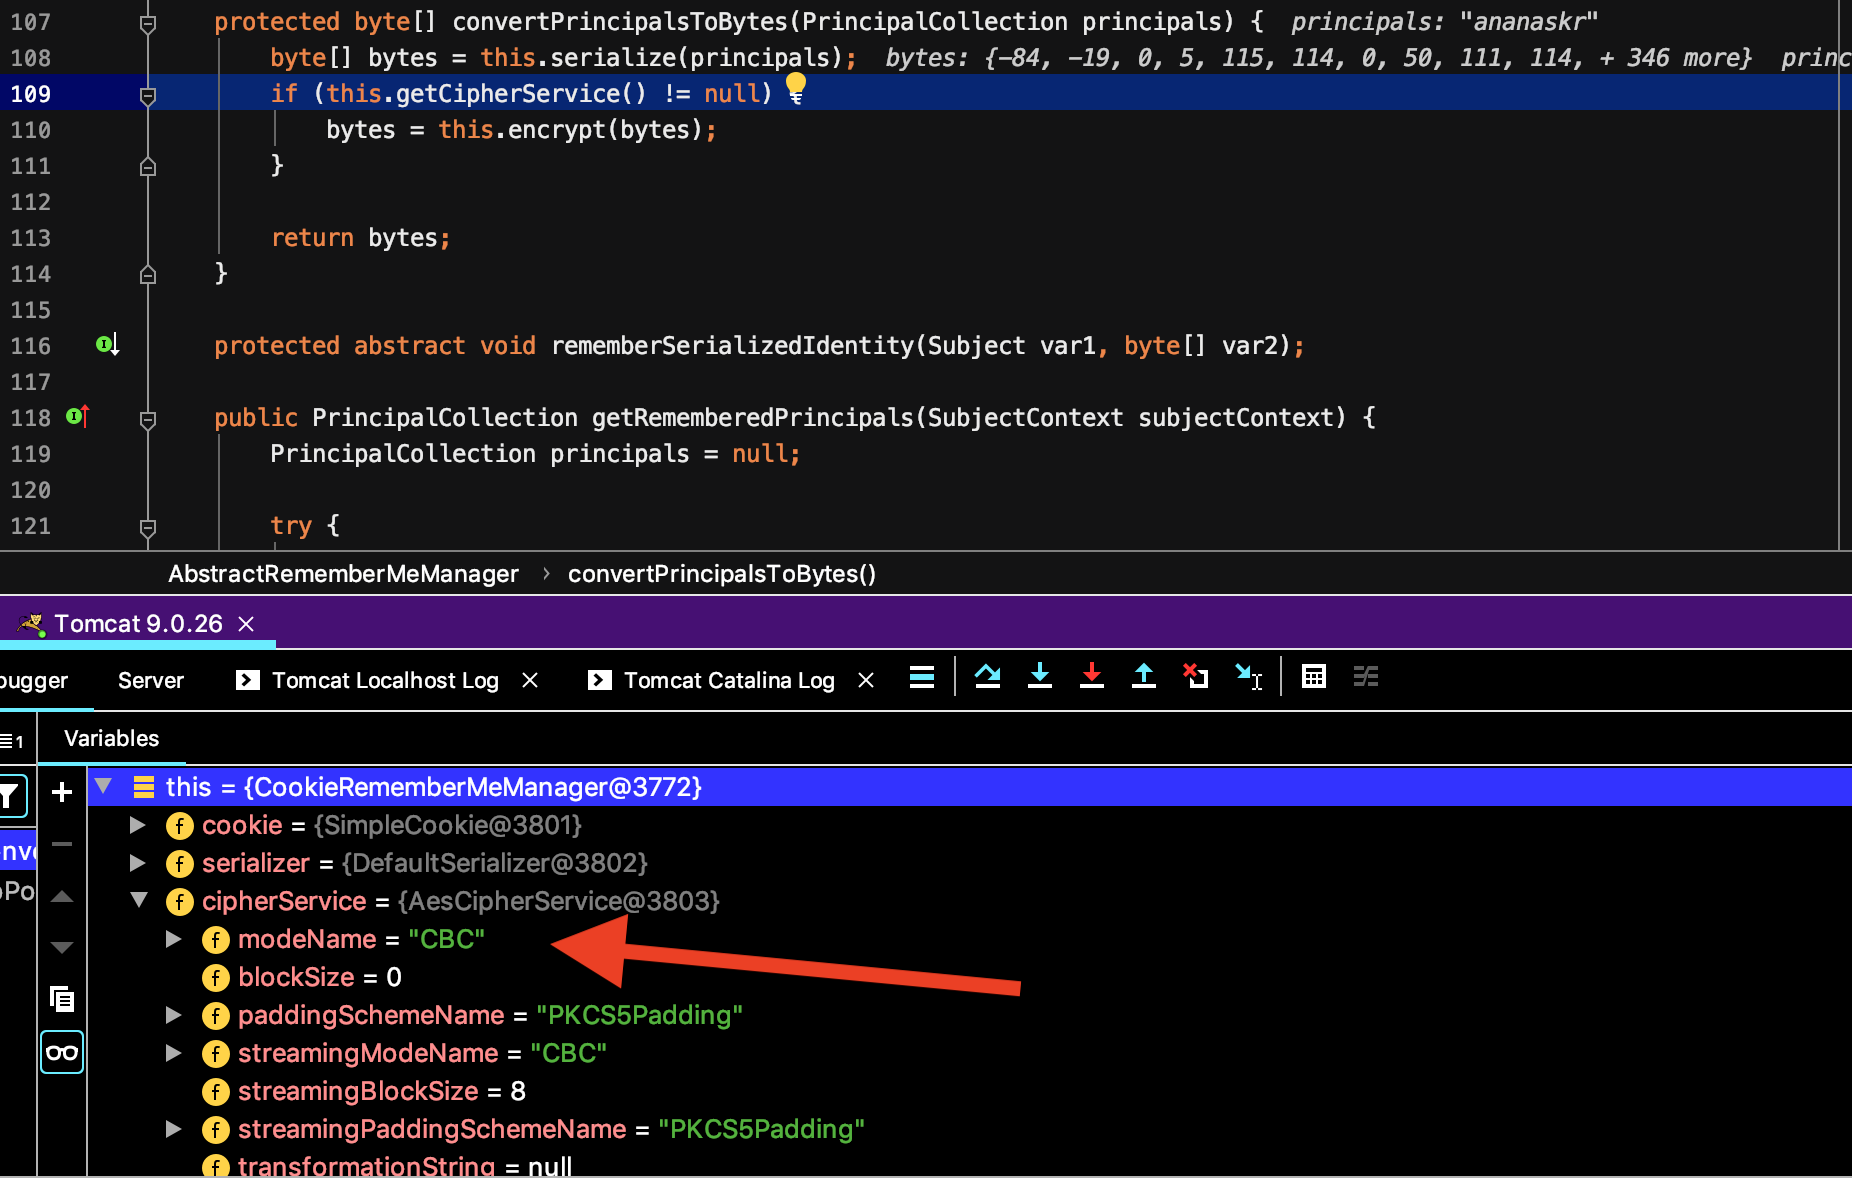 107 protected byte[] convertPrincipalsToBytes(PrincipalCollection principals) { principals: "ananaskr"
108 byte[] bytes = this.serialize(principals); bytes: {-84, -19, 0, 5, 115, 114, 0, 50, 111, 114, + 346 more} princ
109 if (this.getCipherService() != null)
110 bytes = this.encrypt(bytes);
111 }
112
113 return bytes;
114 }
115
116 protected abstract void rememberSerializedIdentity(Subject var1, byte[] var2);
117
118 public PrincipalCollection getRememberedPrincipals(SubjectContext subjectContext) {
119 PrincipalCollection principals = null;
120
121 try {
AbstractRememberMeManager › convertPrincipalsToBytes()
Tomcat 9.0.26
bugger Server Tomcat Localhost Log Tomcat Catalina Log
1 Variables
this = {CookieRememberMeManager@3772}
cookie = {SimpleCookie@3801}
nv serializer = {DefaultSerializer@3802}
Po cipherService = {AesCipherService@3803}
modeName = "CBC"
blockSize = 0
paddingSchemeName = "PKCS5Padding"
streamingModeName = "CBC"
streamingBlockSize = 8
streamingPaddingSchemeName = "PKCS5Padding"
transformationString = null